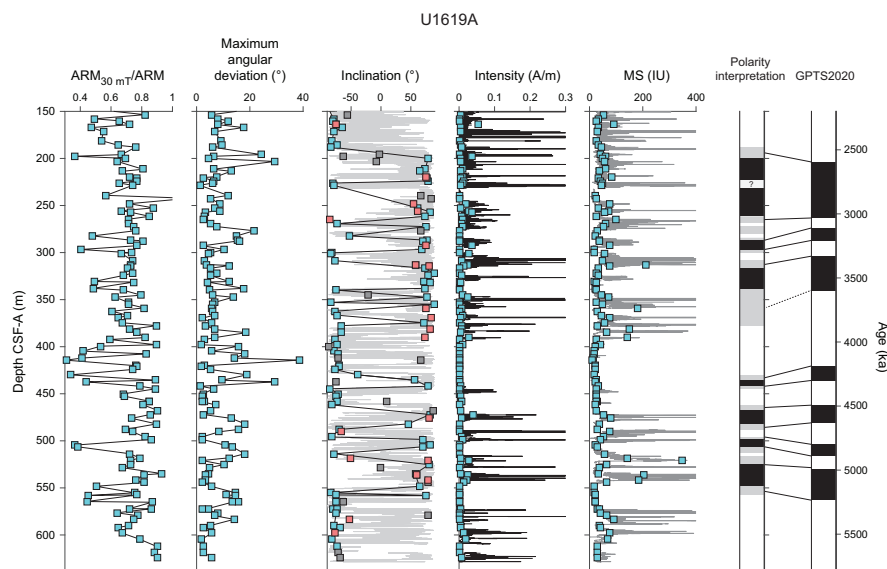 U1619A
ARM30 mT/ARM
Maximum
angular
deviation (°)
Inclination (°)
Intensity (A/m)
MS (IU)
Polarity
interpretation
GPTS2020
0.4 0.6 0.8 1
0 20 40
-50 0 50
0 0.1 0.2 0.3
0 200 400
150
200
250
300
350
400
450
500
550
600
Depth CSF-A (m)
?
2500
3000
3500
4000
4500
5000
5500
Age (ka)